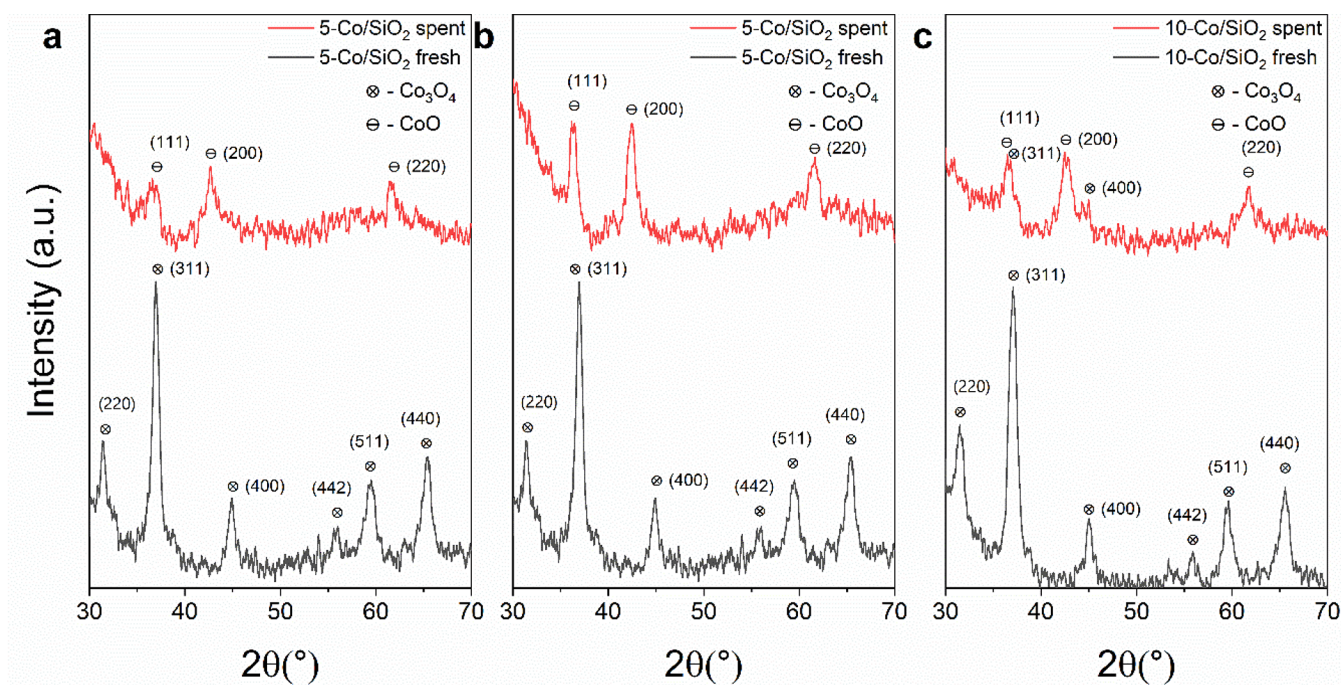 a
5-Co/SiO₂ spent
5-Co/SiO₂ fresh
⊗ - Co₃O₄
⊖ - CoO
(111)
(200)
(220)
(311)
(220)
(400)
(442)
(511)
(440)
30 40 50 60 70
2θ(°)
b
5-Co/SiO₂ spent
5-Co/SiO₂ fresh
⊗ - Co₃O₄
⊖ - CoO
(111)
(200)
(220)
(311)
(220)
(400)
(442)
(511)
(440)
30 40 50 60 70
2θ(°)
c
10-Co/SiO₂ spent
10-Co/SiO₂ fresh
⊗ - Co₃O₄
⊖ - CoO
(111)
(311)
(200)
(400)
(220)
(311)
(220)
(400)
(442)
(511)
(440)
30 40 50 60 70
2θ(°)
Intensity (a.u.)